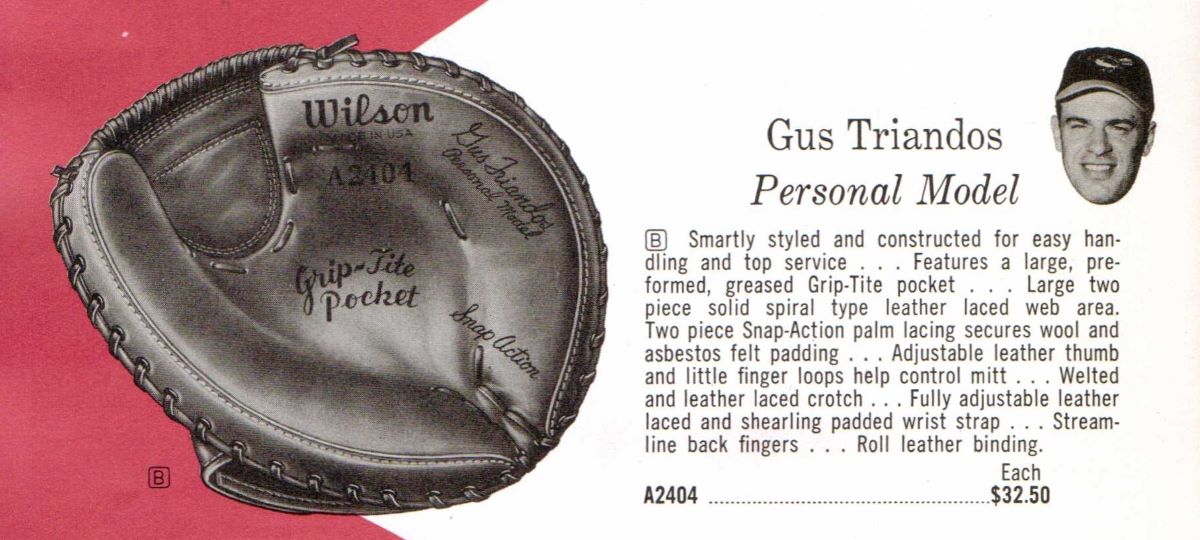 Wilson
MADE IN USA
A2404
Gus Triandos
Personal Model
Grip-Tite
Pocket
Snap Action
B
Gus Triandos
Personal Model
B Smartly styled and constructed for easy han-
dling and top service . . . Features a large, pre-
formed, greased Grip-Tite pocket . . . Large two
piece solid spiral type leather laced web area.
Two piece Snap-Action palm lacing secures wool and
asbestos felt padding . . . Adjustable leather thumb
and little finger loops help control mitt . . . Welted
and leather laced crotch . . . Fully adjustable leather
laced and shearling padded wrist strap . . . Stream-
line back fingers . . . Roll leather binding.
Each
A2404 ........................................... $32.50